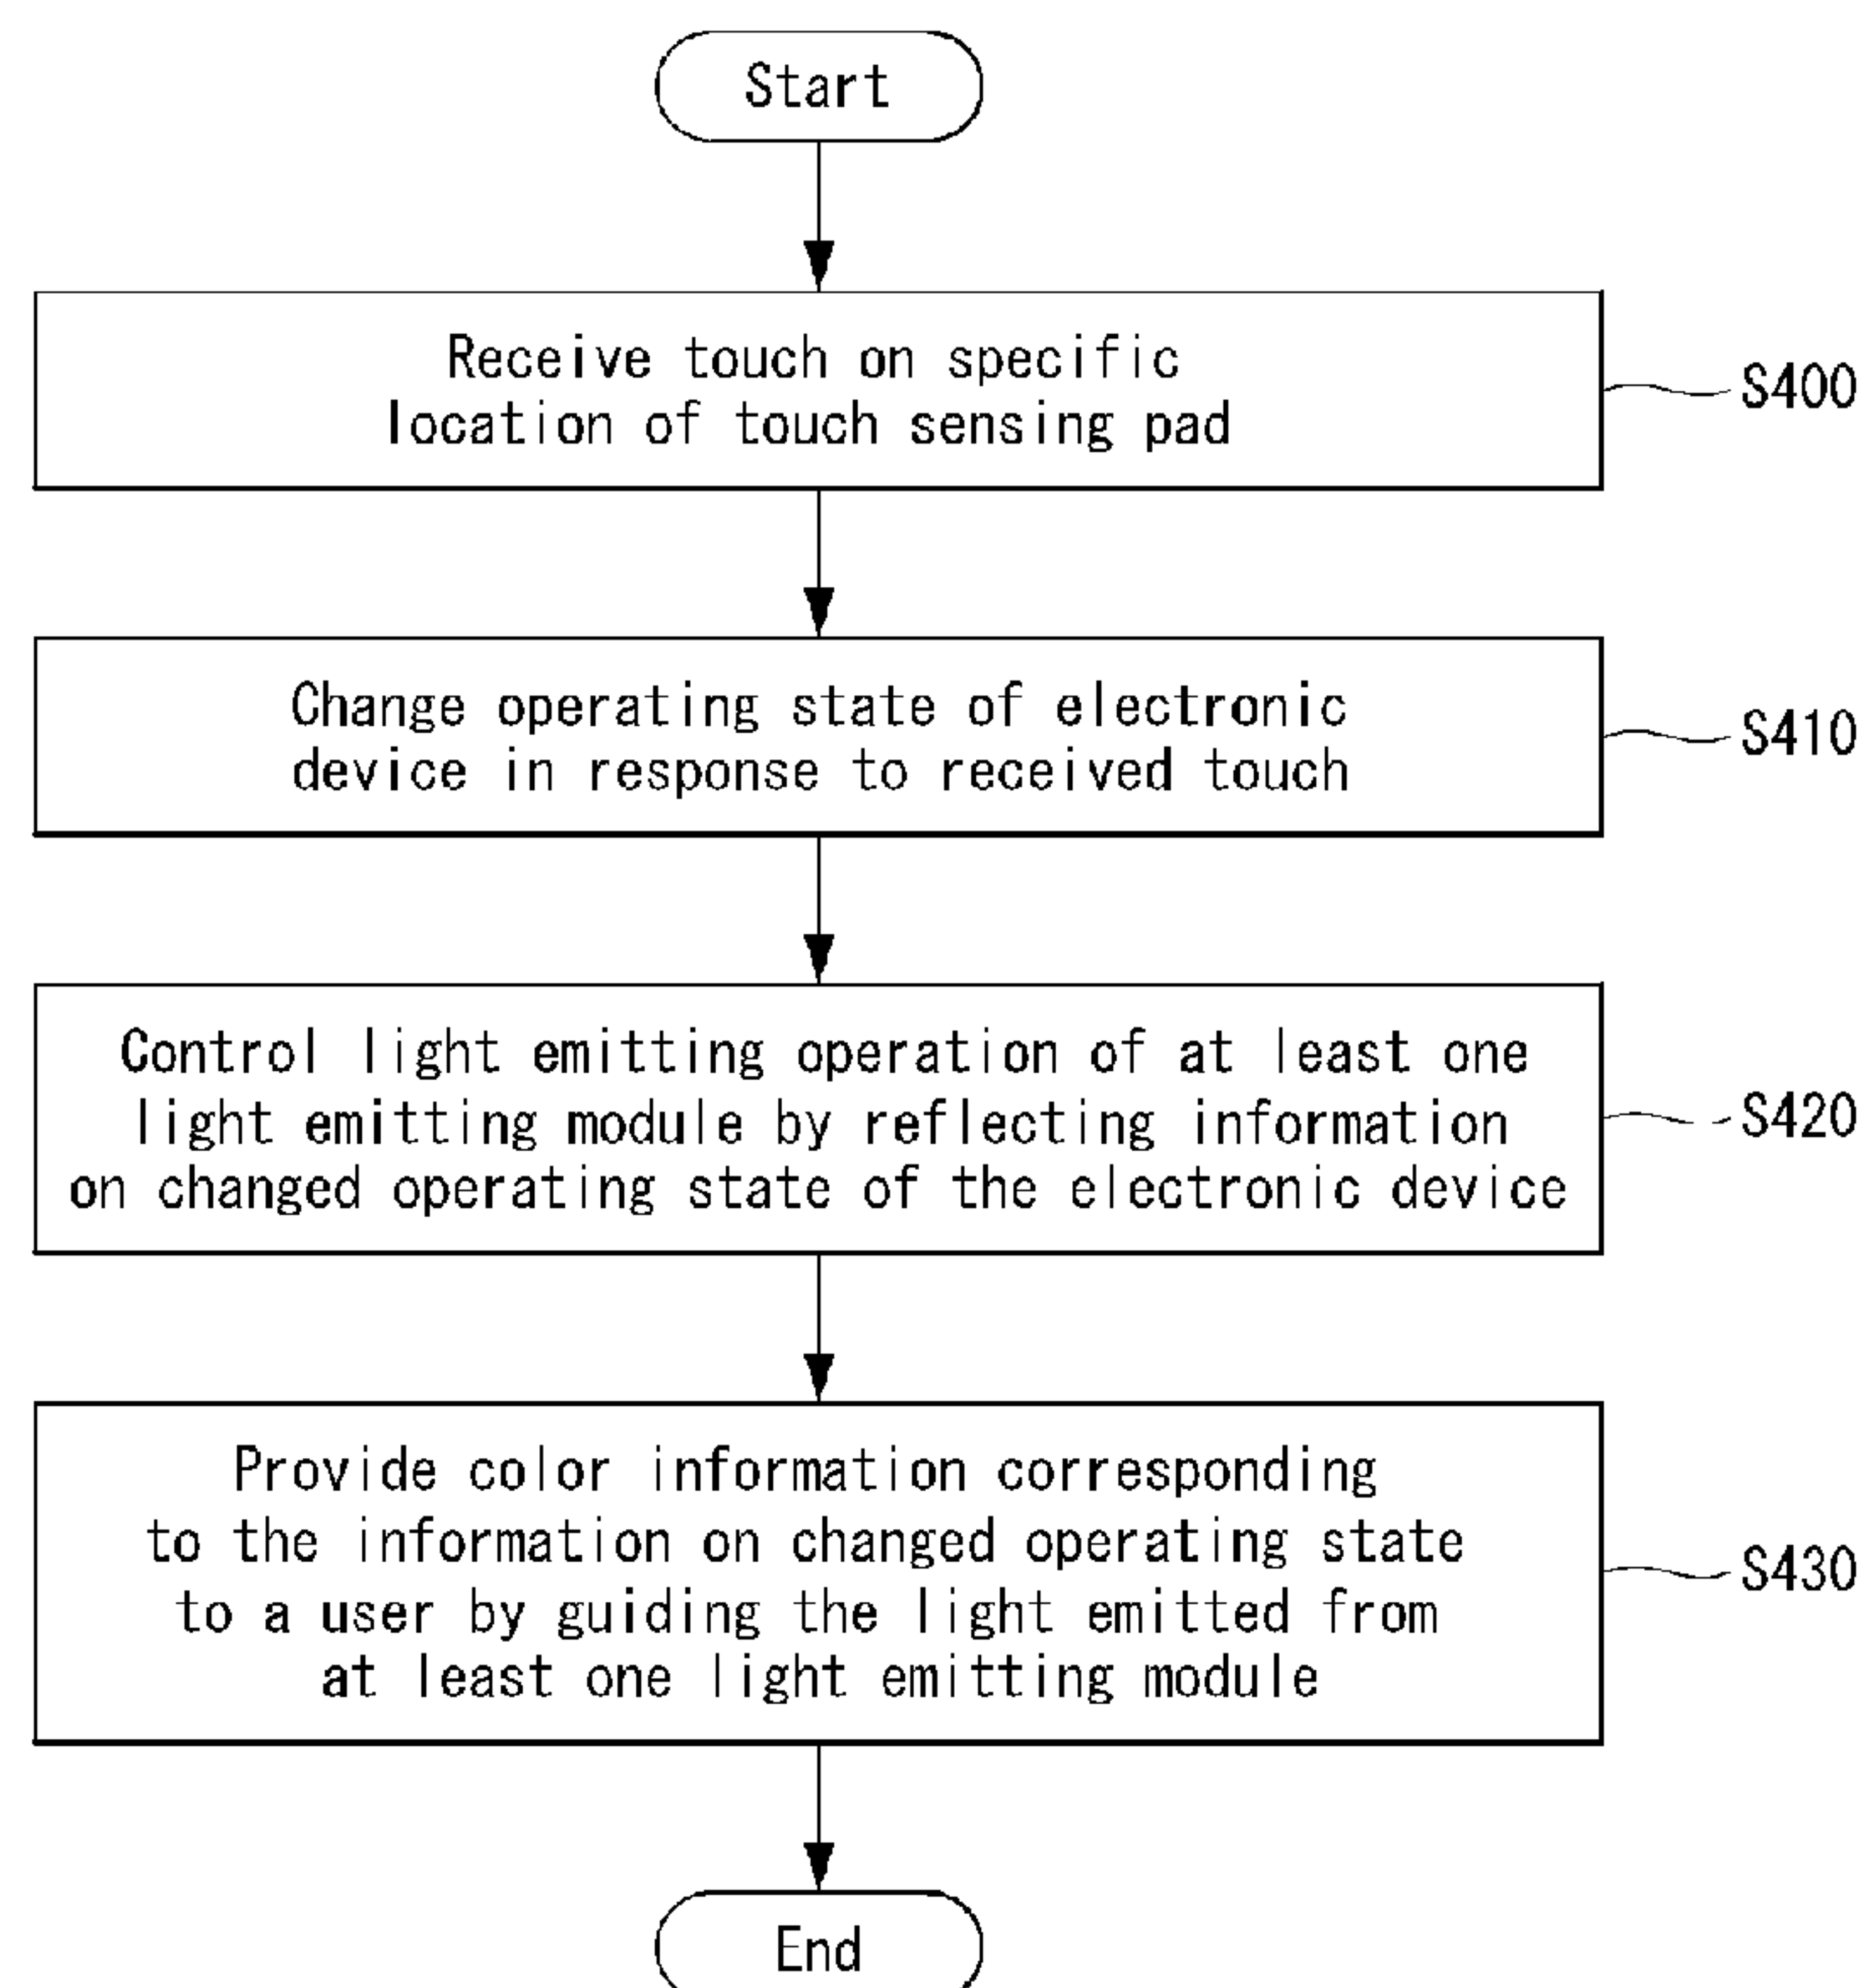 Start
Receive touch on specific
location of touch sensing pad
S400
Change operating state of electronic
device in response to received touch
S410
Control light emitting operation of at least one
light emitting module by reflecting information
on changed operating state of the electronic device
S420
Provide color information corresponding
to the information on changed operating state
to a user by guiding the light emitted from
at least one light emitting module
S430
End